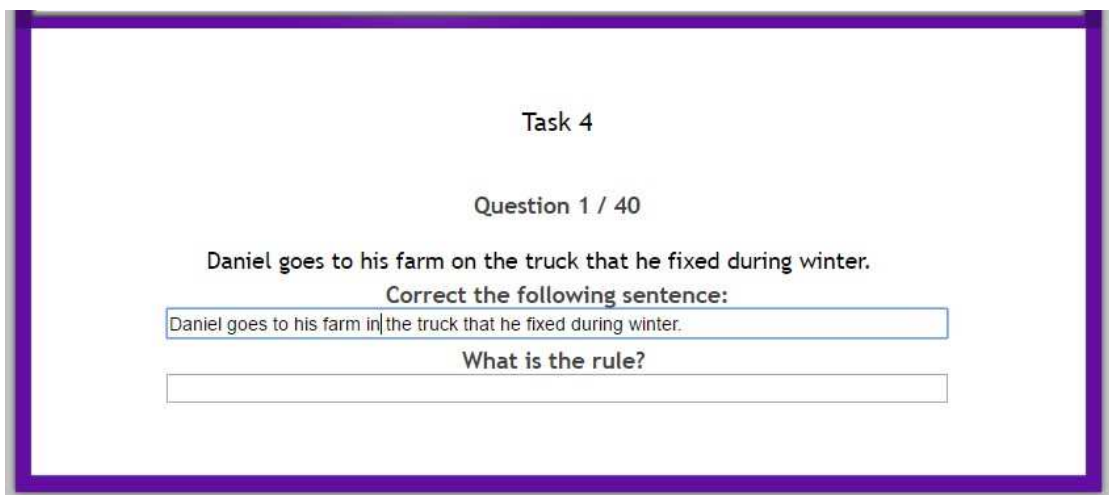 Task 4
Question 1 / 40
Daniel goes to his farm on the truck that he fixed during winter.
Correct the following sentence:
Daniel goes to his farm in the truck that he fixed during winter.
What is the rule?